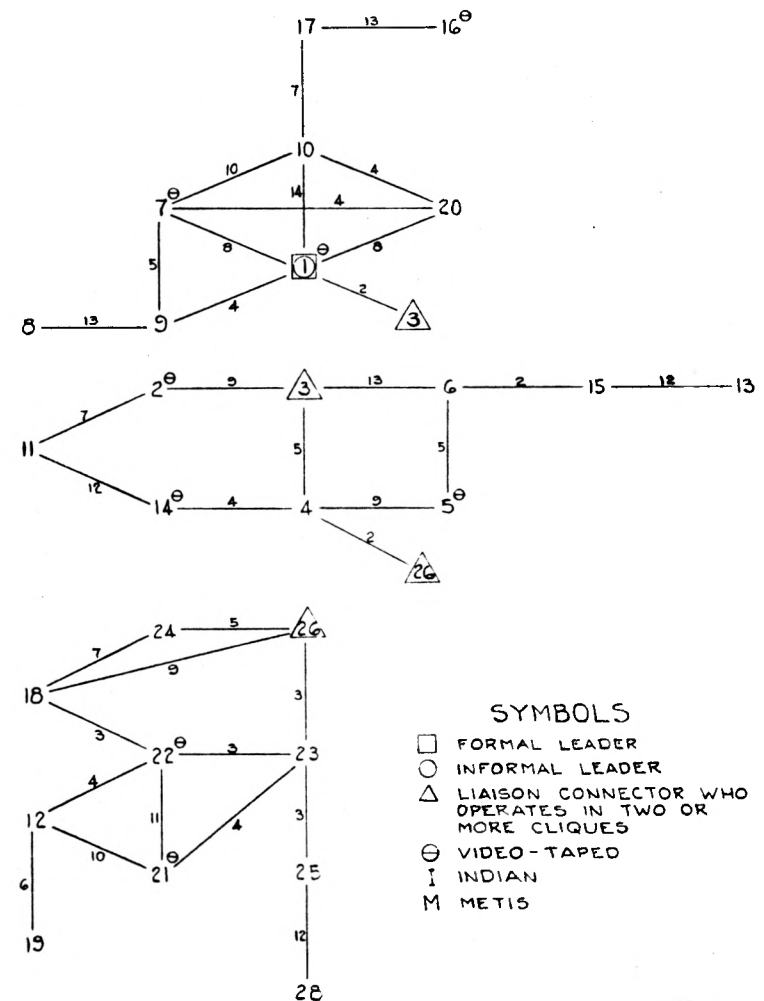 17 13 16⊖
7
10
10 4
7⊖ 14 4 20
8 ⊖ 8
5 1
4 2
8 13 9 3
2⊖ 9 3 13 6 2 15 12 13
7
11 5 5
12
14⊖ 4 4 9 5⊖
2
26
24 5 26
7
9
18
3 3
22⊖ 3 23
4
12 11 4 3
10 ⊖
21 25
6
19 12
28
SYMBOLS
□ FORMAL LEADER
○ INFORMAL LEADER
△ LIAISON CONNECTOR WHO
OPERATES IN TWO OR
MORE CLIQUES
⊖ VIDEO-TAPED
I INDIAN
M METIS